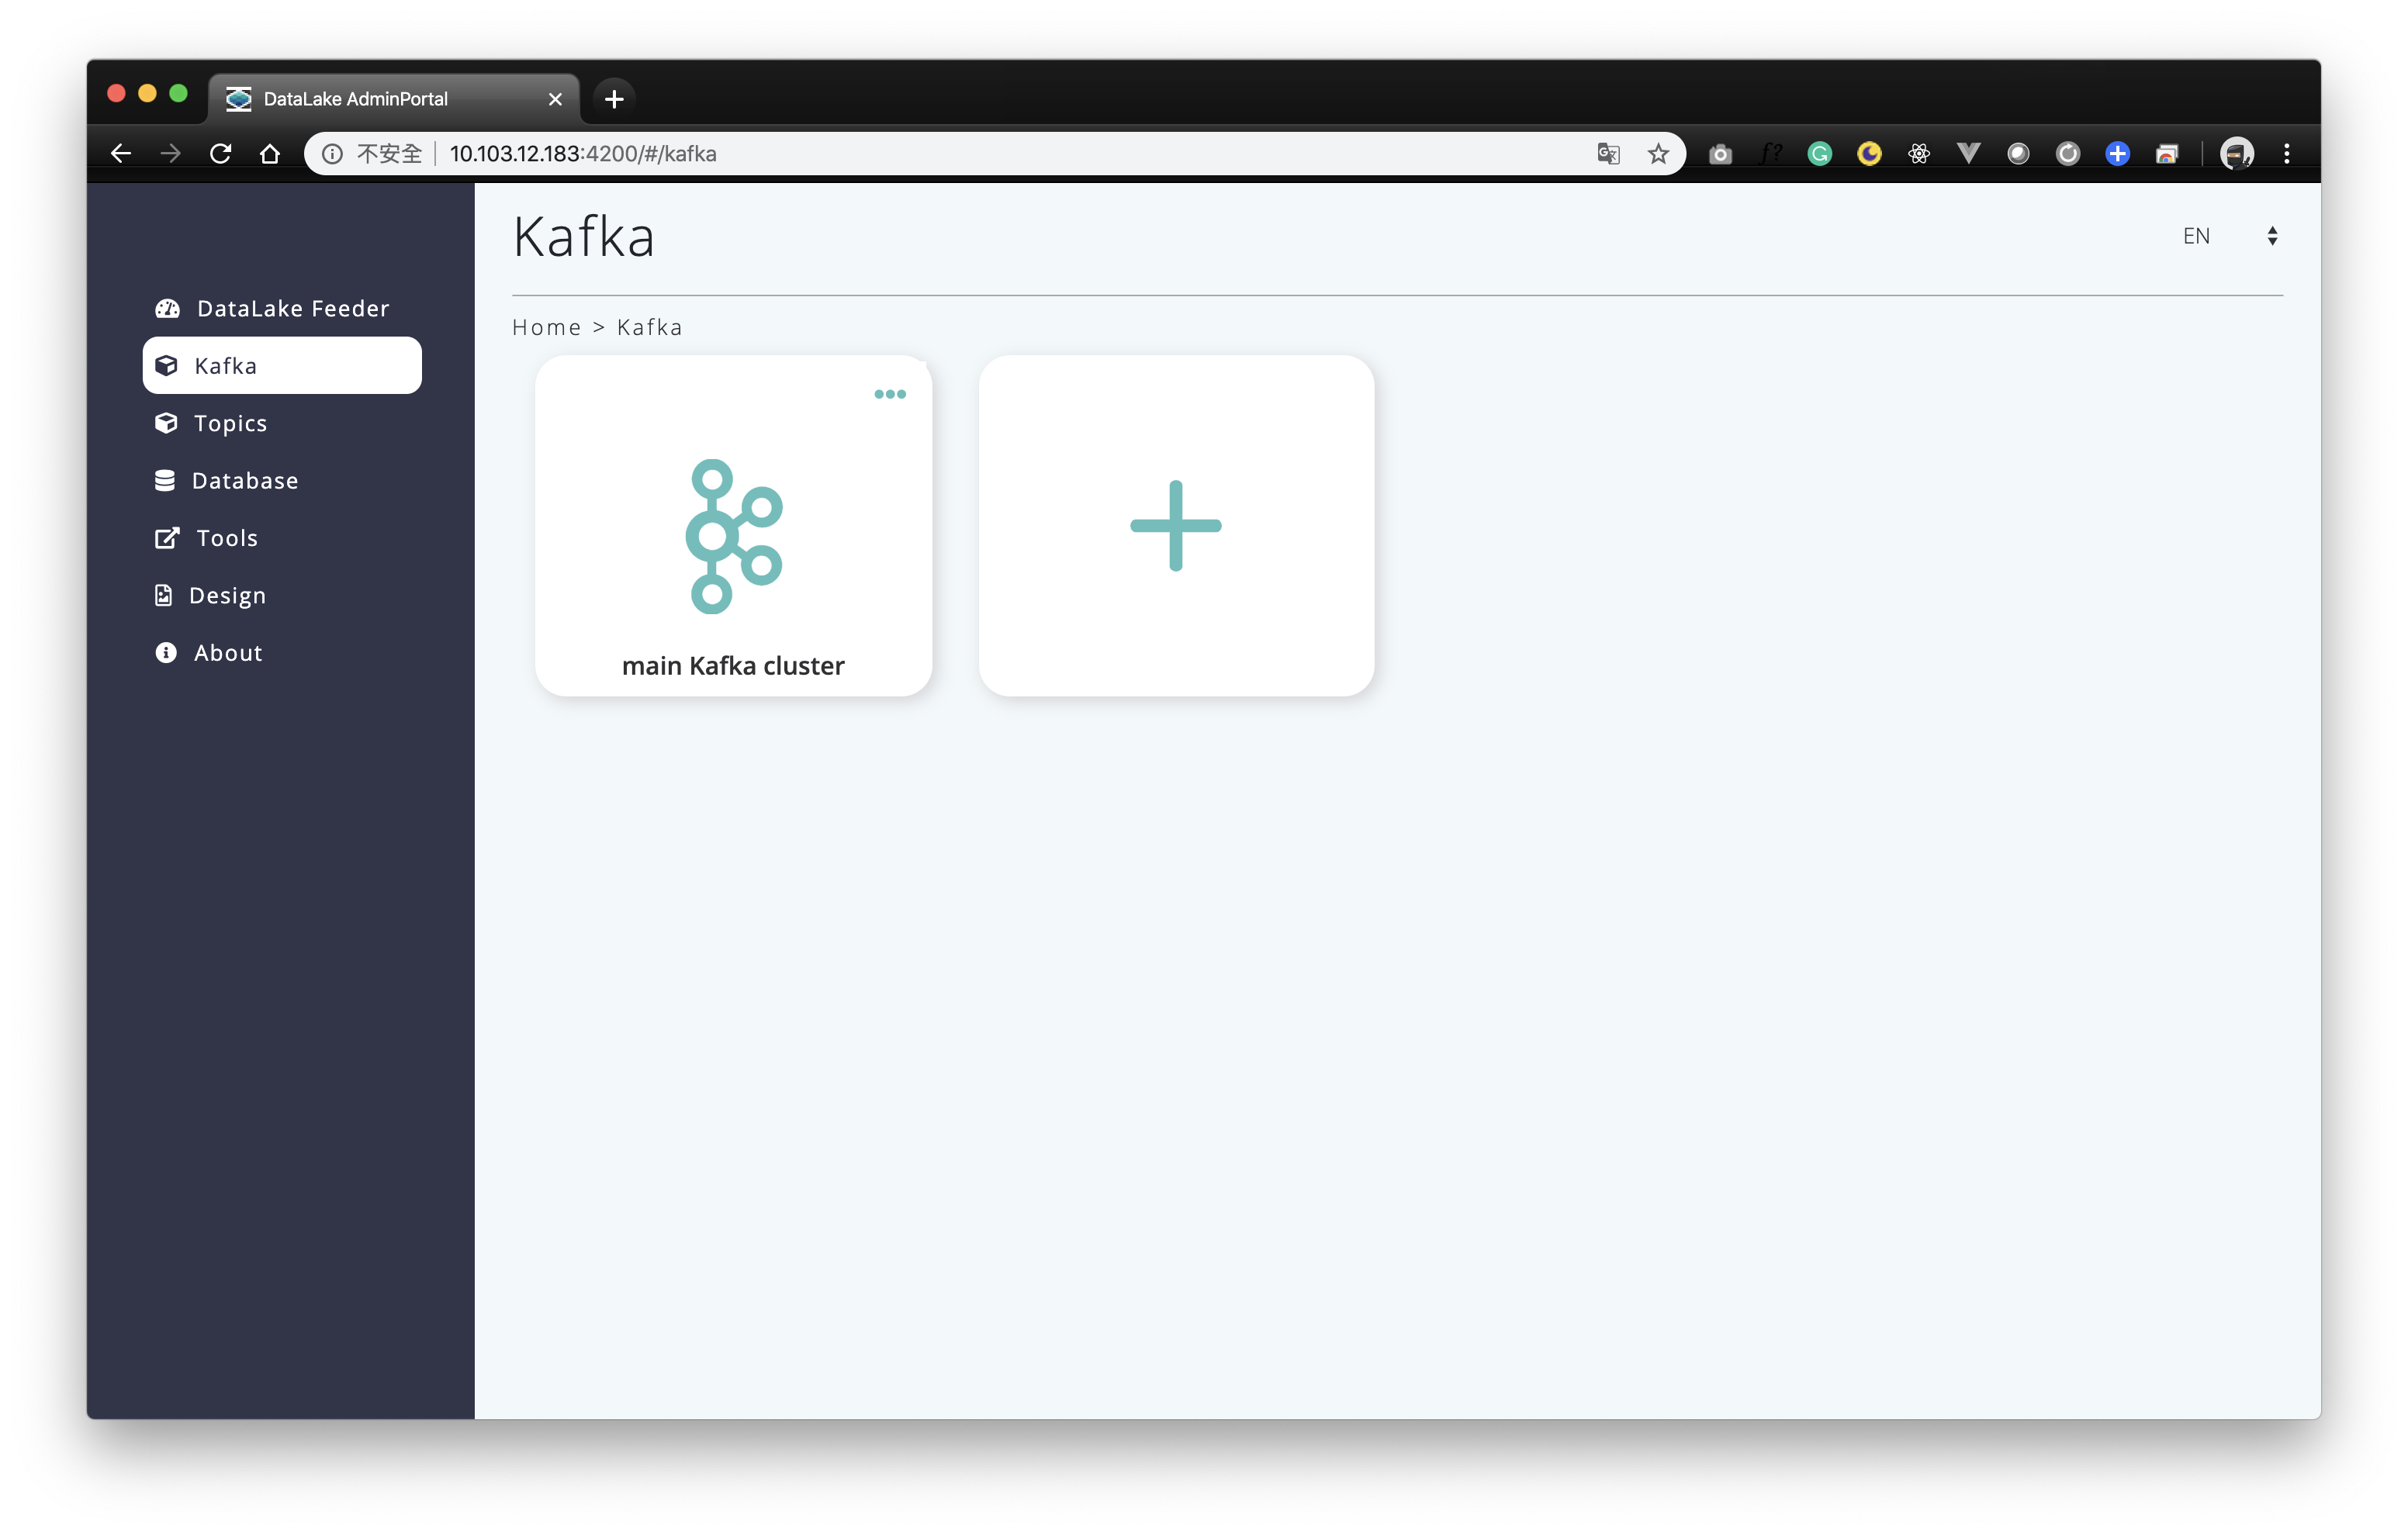 DataLake AdminPortal
不安全 10.103.12.183:4200/#/kafka
Kafka
EN
Home > Kafka
DataLake Feeder
Kafka
Topics
Database
Tools
Design
About
main Kafka cluster